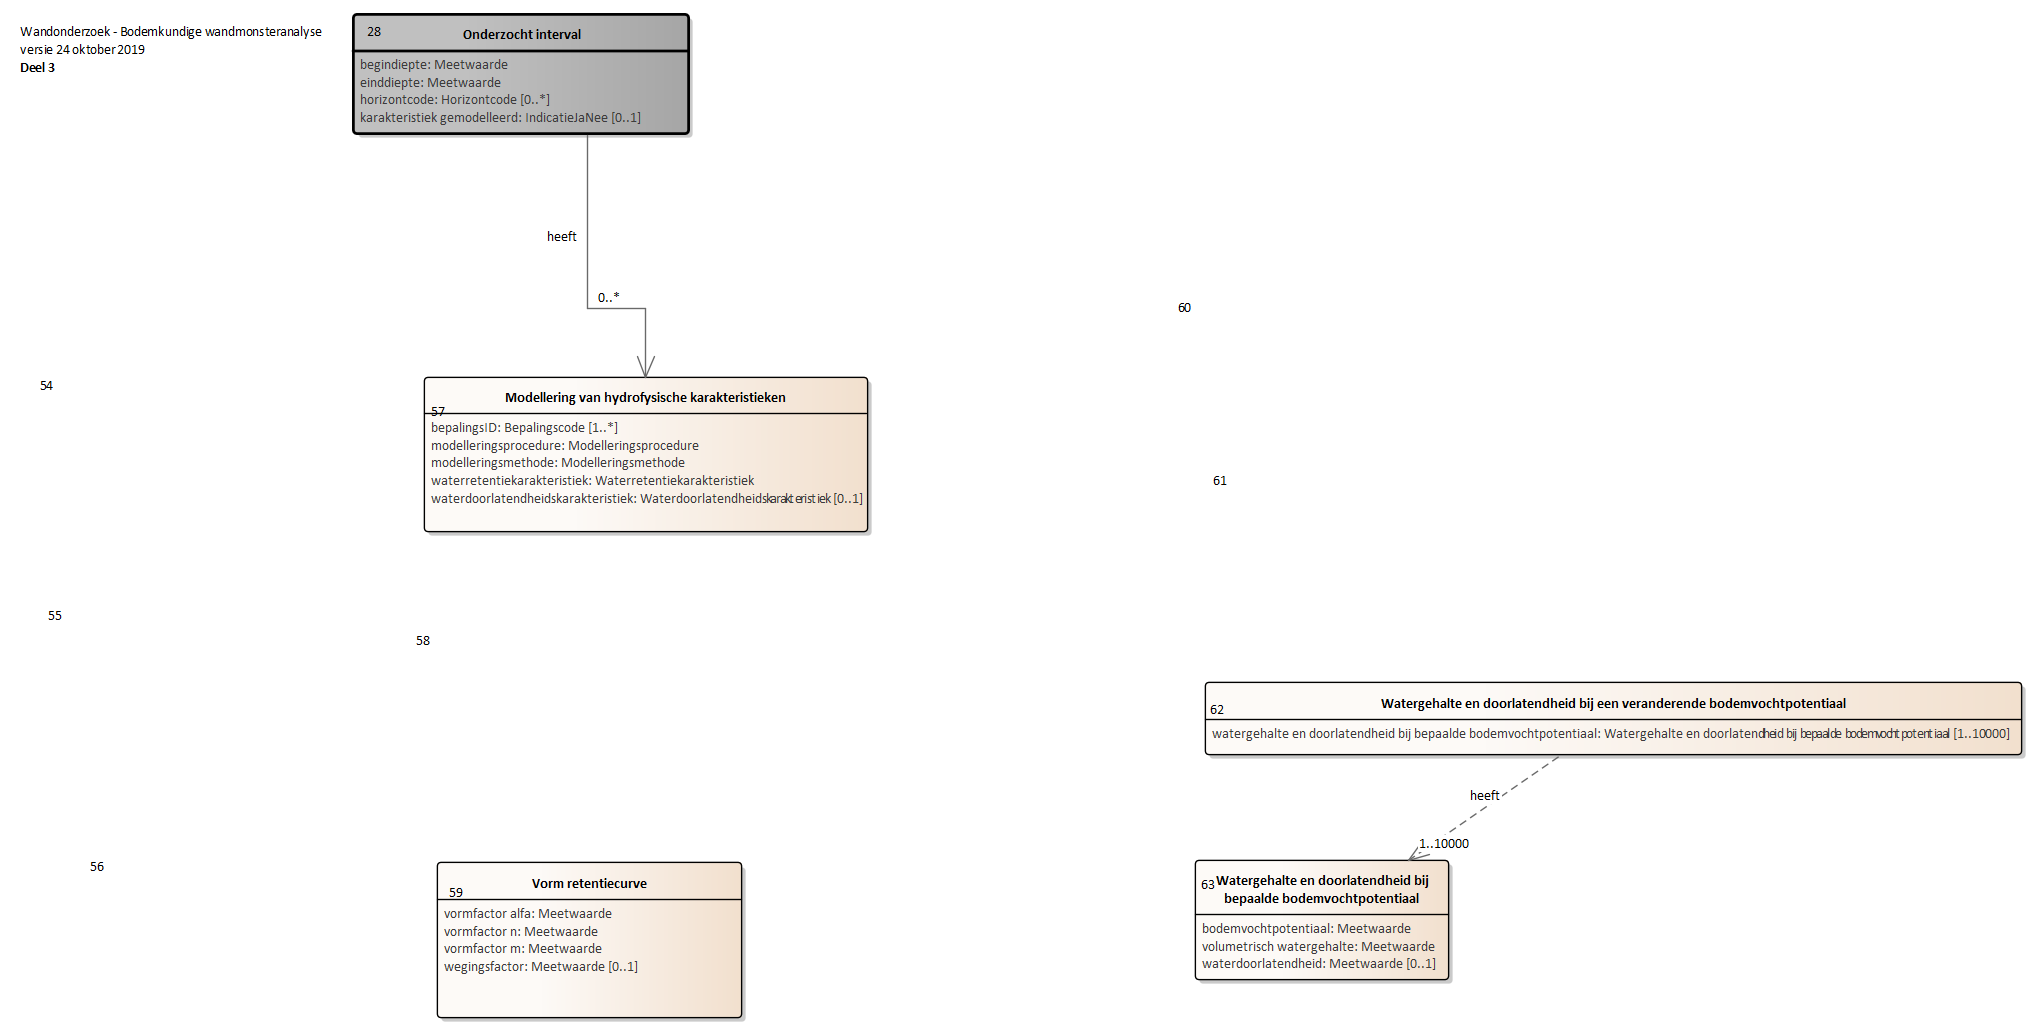 Wandonderzoek - Bodemkundige wandmonsteranalyse
versie 24 oktober 2019
Deel 3
28
Onderzocht interval
begindiepte: Meetwaarde
einddiepte: Meetwaarde
horizontcode: Horizontcode [0..*]
karakteristiek gemodelleerd: IndicatieJaNee [0..1]
heeft
0..*
60
54
Modellering van hydrofysische karakteristieken
57
bepalingsID: Bepalingscode [1..*]
modelleringsprocedure: Modelleringsprocedure
modelleringsmethode: Modelleringsmethode
waterretentiekarakteristiek: Waterretentiekarakteristiek
waterdoorlatendheidskarakteristiek: Waterdoorlatendheidskarakteristiek [0..1]
61
55
58
Watergehalte en doorlatendheid bij een veranderende bodemvochtpotentiaal
62
watergehalte en doorlatendheid bij bepaalde bodemvochtpotentiaal: Watergehalte en doorlatendheid bij bepaalde bodemvochtpotentiaal [1..10000]
heeft
1..10000
56
Vorm retentiecurve
59
vormfactor alfa: Meetwaarde
vormfactor n: Meetwaarde
vormfactor m: Meetwaarde
wegingsfactor: Meetwaarde [0..1]
63
Watergehalte en doorlatendheid bij
bepaalde bodemvochtpotentiaal
bodemvochtpotentiaal: Meetwaarde
volumetrisch watergehalte: Meetwaarde
waterdoorlatendheid: Meetwaarde [0..1]